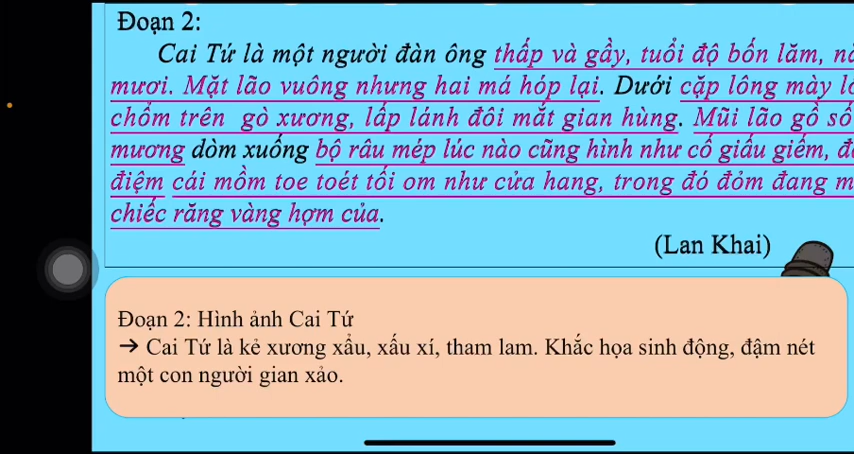 Đoạn 2:
Cai Tứ là một người đàn ông thấp và gầy, tuổi độ bốn lăm,
mươi. Mặt lão vuông nhưng hai má hóp lại. Dưới cặp lông mày
chổm trên gò xương, lấp lánh đôi mắt gian hùng. Mũi lão gồ
mương dòm xuống bộ râu mép lúc nào cũng hình như cố giấu giếm,
điệm cái mồm toe toét tối om như cửa hang, trong đó đỏm đang
chiếc răng vàng hợm của.
(Lan Khai)
Đoạn 2: Hình ảnh Cai Tứ
→ Cai Tứ là kẻ xương xẩu, xấu xí, tham lam. Khắc họa sinh động, đậm nét
một con người gian xảo.